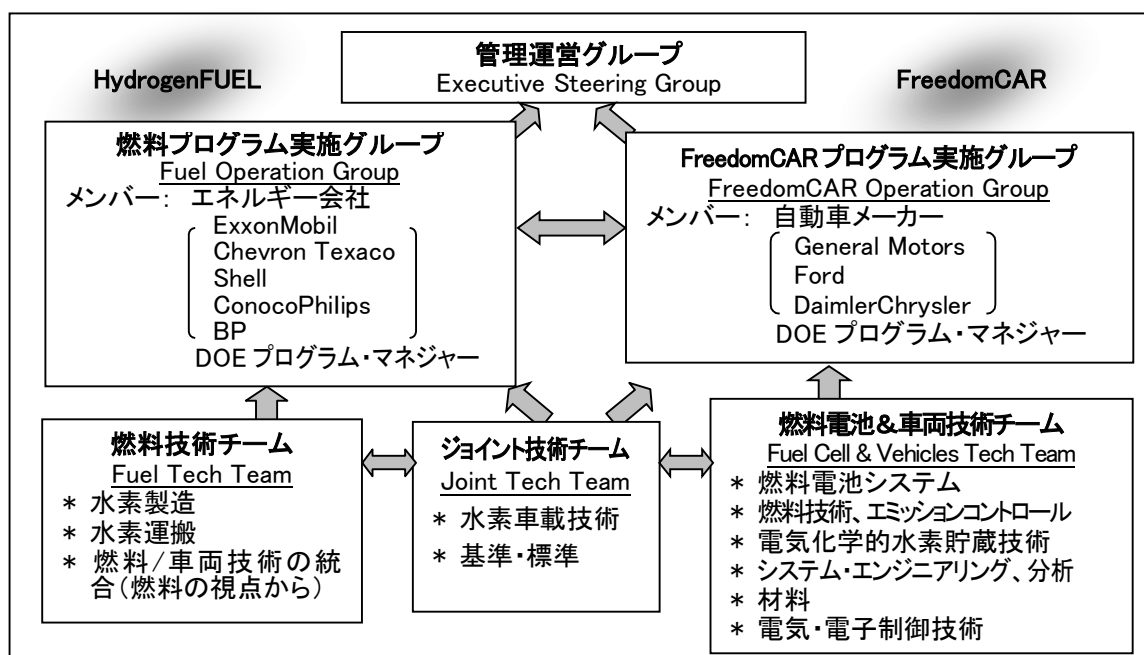 HydrogenFUEL
管理運営グループ
Executive Steering Group
FreedomCAR
燃料プログラム実施グループ
Fuel Operation Group
メンバー: エネルギー会社
ExxonMobil
Chevron Texaco
Shell
ConocoPhilips
BP
DOE プログラム・マネジャー
FreedomCAR プログラム実施グループ
FreedomCAR Operation Group
メンバー: 自動車メーカー
General Motors
Ford
DaimlerChrysler
DOE プログラム・マネジャー
燃料技術チーム
Fuel Tech Team
* 水素製造
* 水素運搬
* 燃料/車両技術の統
合(燃料の視点から)
ジョイント技術チーム
Joint Tech Team
* 水素車載技術
* 基準・標準
燃料電池&車両技術チーム
Fuel Cell & Vehicles Tech Team
* 燃料電池システム
* 燃料技術、エミッションコントロール
* 電気化学的水素貯蔵技術
* システム・エンジニアリング、分析
* 材料
* 電気・電子制御技術